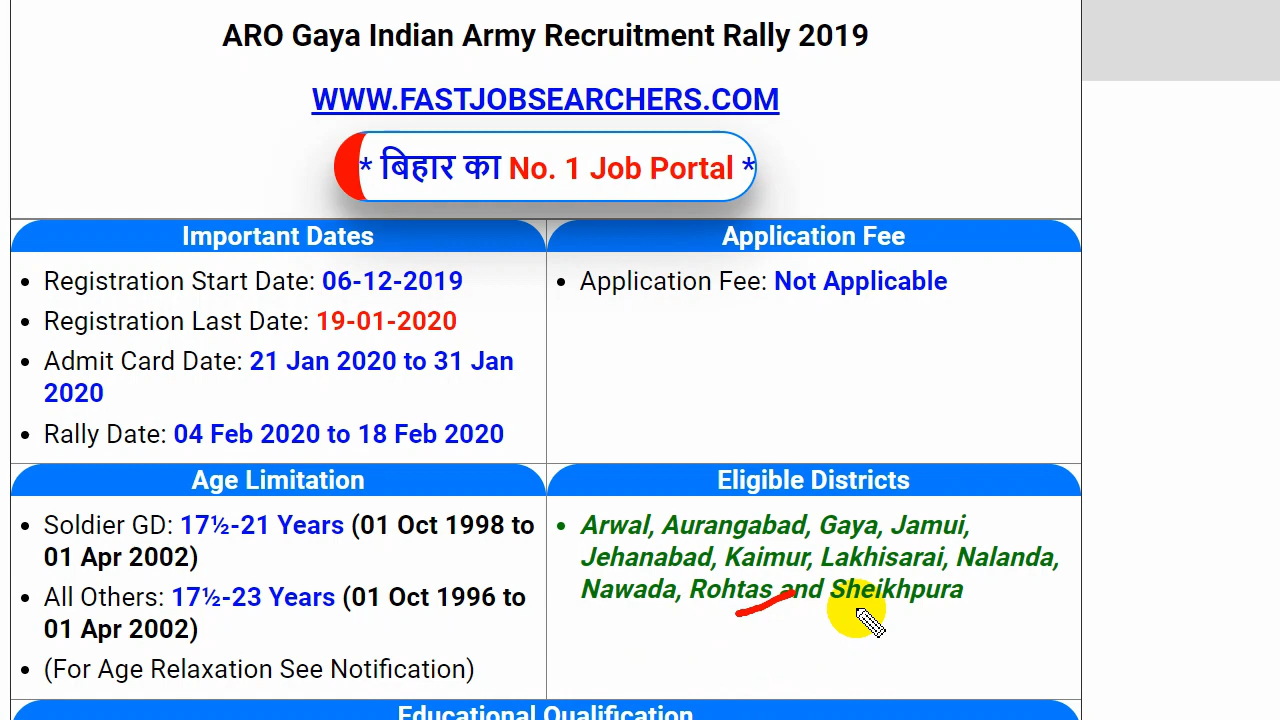 ARO Gaya Indian Army Recruitment Rally 2019
WWW.FASTJOBSEARCHERS.COM
* बिहार का No. 1 Job Portal *
Important Dates
• Registration Start Date: 06-12-2019
• Registration Last Date: 19-01-2020
• Admit Card Date: 21 Jan 2020 to 31 Jan
2020
• Rally Date: 04 Feb 2020 to 18 Feb 2020
Application Fee
• Application Fee: Not Applicable
Age Limitation
• Soldier GD: 17½-21 Years (01 Oct 1998 to
01 Apr 2002)
• All Others: 17½-23 Years (01 Oct 1996 to
01 Apr 2002)
• (For Age Relaxation See Notification)
Eligible Districts
• Arwal, Aurangabad, Gaya, Jamui,
Jehanabad, Kaimur, Lakhisarai, Nalanda,
Nawada, Rohtas and Sheikhpura
Educational Qualification